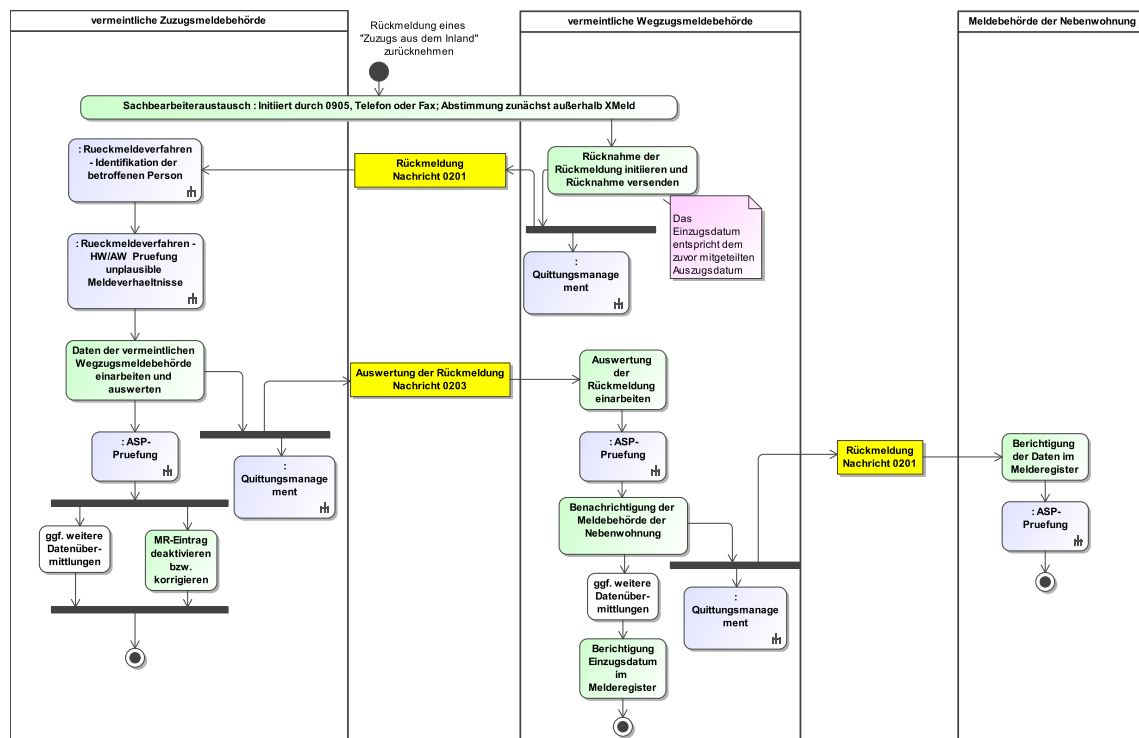 vermeintliche Zuzugsmeldebehörde
vermeintliche Wegzugsmeldebehörde
Meldebehörde der Nebenwohnung
Rückmeldung eines
"Zuzugs aus dem Inland"
zurücknehmen
Sachbearbeiteraustausch : Initiiert durch 0905, Telefon oder Fax; Abstimmung zunächst außerhalb XMeld
: Rueckmeldeverfahren
- Identifikation der
betroffenen Person
Rückmeldung
Nachricht 0201
Rücknahme der
Rückmeldung initiieren und
Rücknahme versenden
Das
Einzugsdatum
entspricht dem
zuvor mitgeteilten
Auszugsdatum
: Rueckmeldeverfahren -
HW/AW Pruefung
unplausible
Meldeverhaeltnisse
:
Quittungsmanage
ment
Daten der vermeintlichen
Wegzugsmeldebehörde
einarbeiten und
auswerten
Auswertung der Rückmeldung
Nachricht 0203
Auswertung
der
Rückmeldung
einarbeiten
: ASP-
Pruefung
:
Quittungsmanage
ment
: ASP-
Pruefung
Rückmeldung
Nachricht 0201
Berichtigung
der Daten im
Melderegister
ggf. weitere
Datenüber-
mittlungen
MR-Eintrag
deaktivieren
bzw.
korrigieren
Benachrichtigung der
Meldebehörde der
Nebenwohnung
: ASP-
Pruefung
ggf. weitere
Datenüber-
mittlungen
:
Quittungsmanage
ment
Berichtigung
Einzugsdatum
im
Melderegister